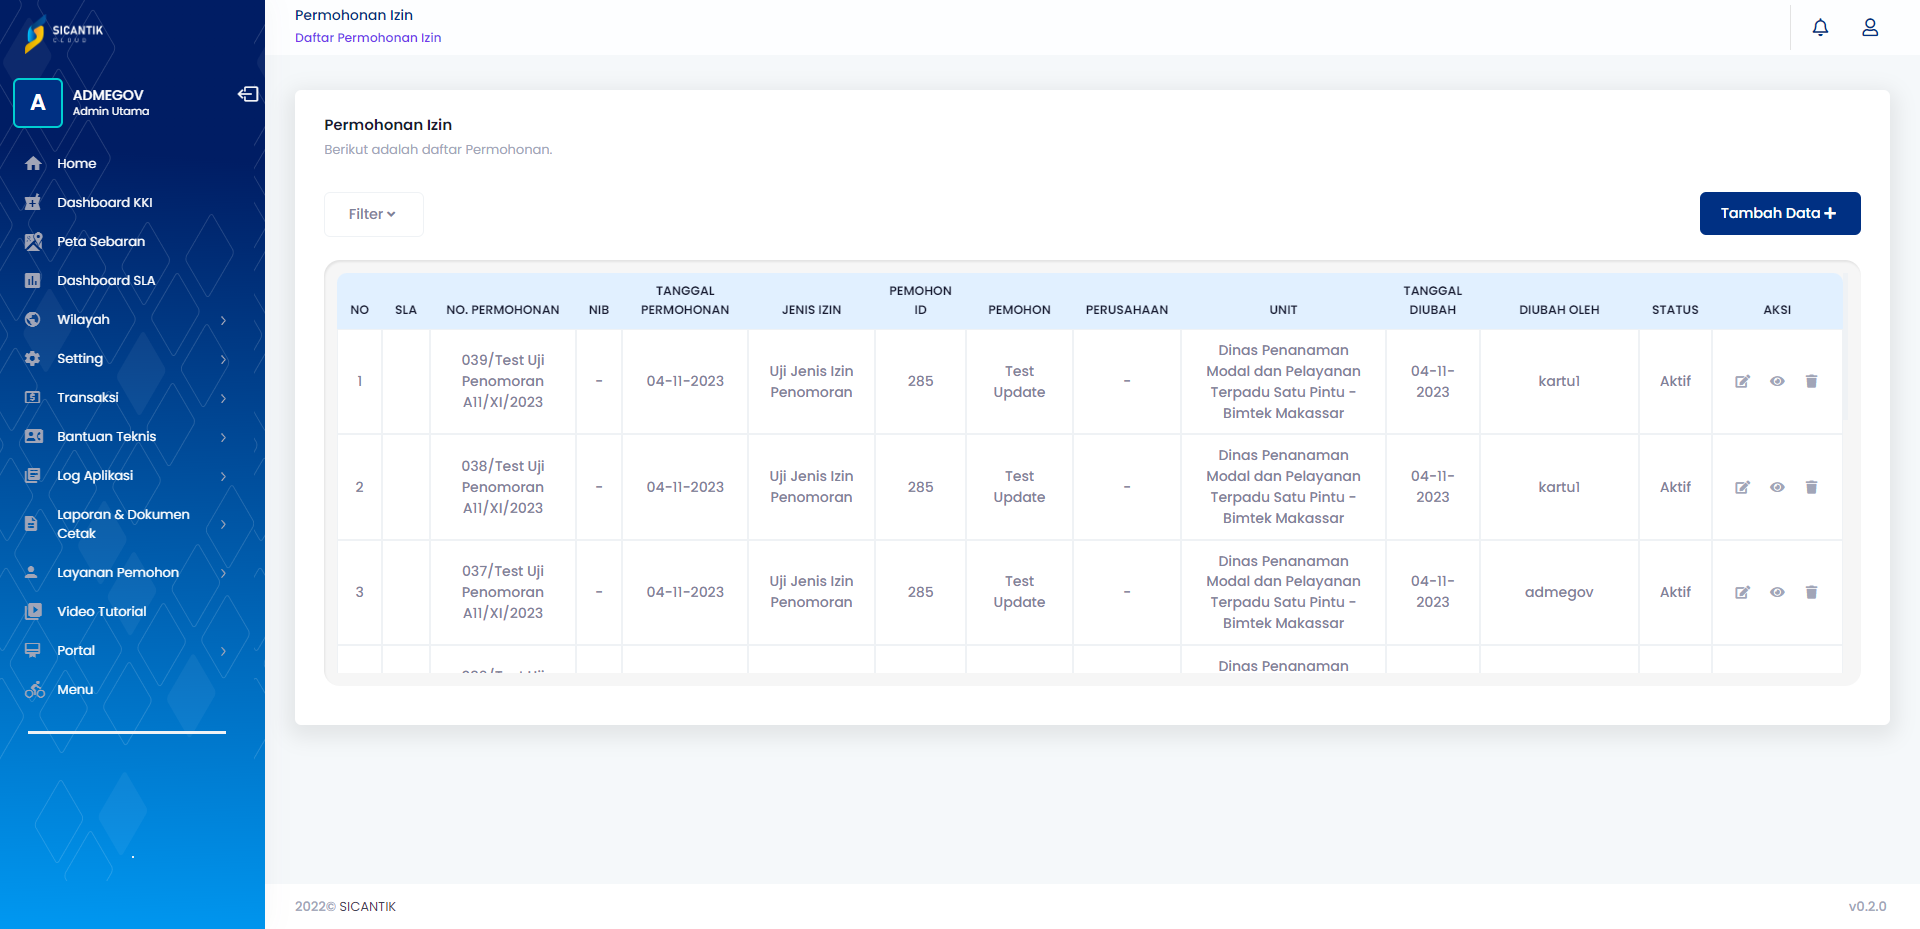 SICANTIK
CLOUD
A
ADMEGOV
Admin Utama
Home
Dashboard KKI
Peta Sebaran
Dashboard SLA
Wilayah
Setting
Transaksi
Bantuan Teknis
Log Aplikasi
Laporan & Dokumen
Cetak
Layanan Pemohon
Video Tutorial
Portal
Menu
Permohonan Izin
Daftar Permohonan Izin
Permohonan Izin
Berikut adalah daftar Permohonan.
Filter
Tambah Data
NO SLA NO. PERMOHONAN NIB TANGGAL PERMOHONAN JENIS IZIN PEMOHON ID PEMOHON PERUSAHAAN UNIT TANGGAL DIUBAH DIUBAH OLEH STATUS AKSI
1 039/Test Uji Penomoran A11/XI/2023 - 04-11-2023 Uji Jenis Izin Penomoran 285 Test Update - Dinas Penanaman Modal dan Pelayanan Terpadu Satu Pintu - Bimtek Makassar 04-11-2023 kartu1 Aktif
2 038/Test Uji Penomoran A11/XI/2023 - 04-11-2023 Uji Jenis Izin Penomoran 285 Test Update - Dinas Penanaman Modal dan Pelayanan Terpadu Satu Pintu - Bimtek Makassar 04-11-2023 kartu1 Aktif
3 037/Test Uji Penomoran A11/XI/2023 - 04-11-2023 Uji Jenis Izin Penomoran 285 Test Update - Dinas Penanaman Modal dan Pelayanan Terpadu Satu Pintu - Bimtek Makassar 04-11-2023 admegov Aktif
Dinas Penanaman
2022© SICANTIK
v0.2.0